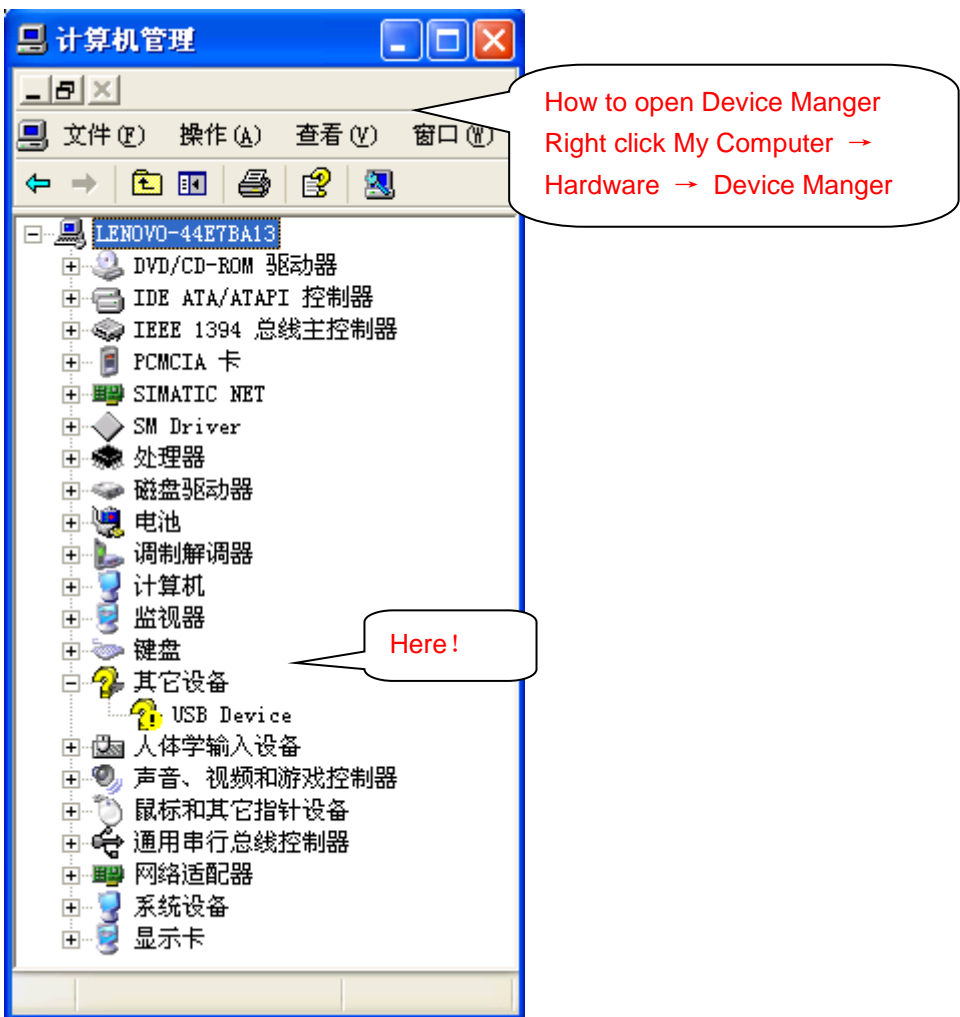 计算机管理
How to open Device Manger
Right click My Computer →
Hardware → Device Manger
文件(F) 操作(A) 查看(V) 窗口(W)
LENOVO-44E7BA13
DVD/CD-ROM 驱动器
IDE ATA/ATAPI 控制器
IEEE 1394 总线主控制器
PCMCIA 卡
SIMATIC NET
SM Driver
处理器
磁盘驱动器
电池
调制解调器
计算机
监视器
键盘
Here！
其它设备
USB Device
人体学输入设备
声音、视频和游戏控制器
鼠标和其它指针设备
通用串行总线控制器
网络适配器
系统设备
显示卡